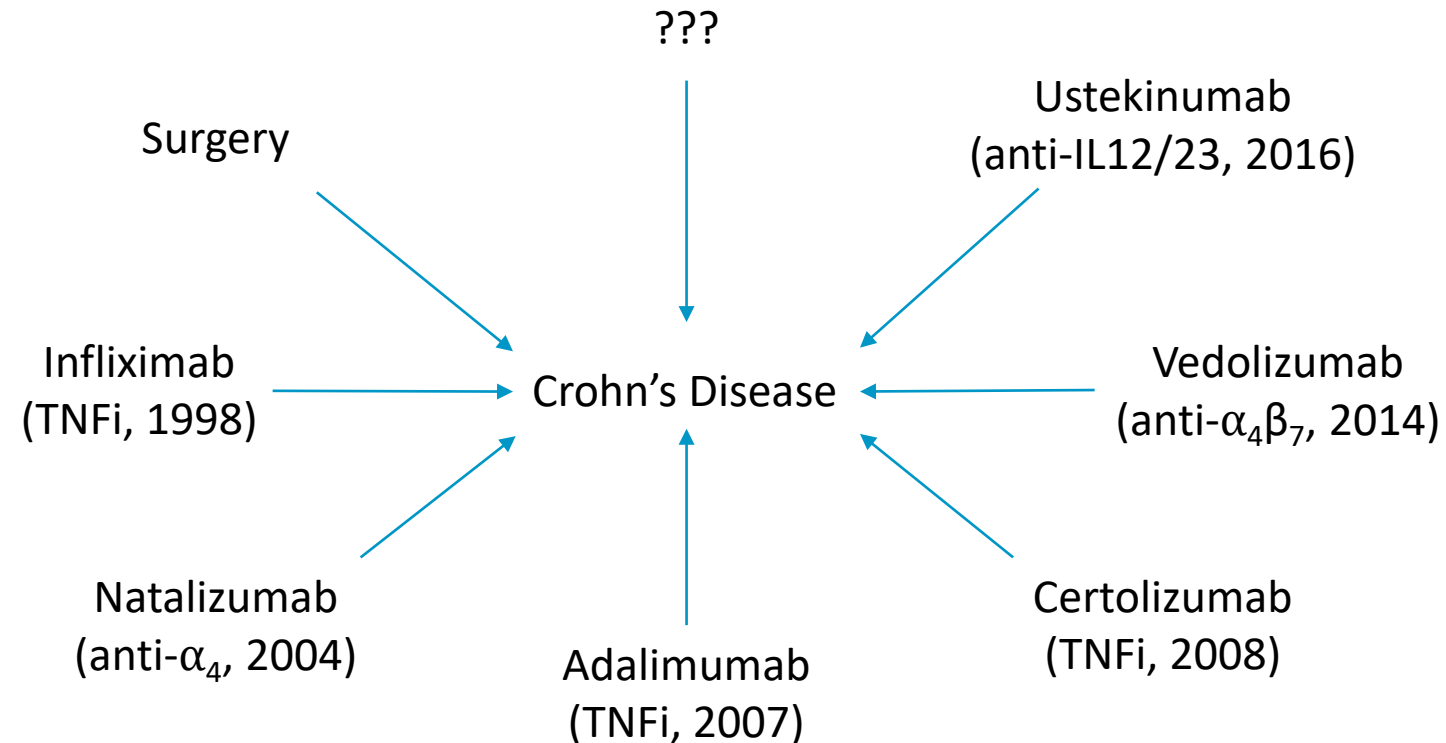 ???
Surgery
Ustekinumab
(anti-IL12/23, 2016)
Infliximab
(TNFi, 1998)
Crohn’s Disease
Vedolizumab
(anti-α₄β₇, 2014)
Natalizumab
(anti-α₄, 2004)
Adalimumab
(TNFi, 2007)
Certolizumab
(TNFi, 2008)